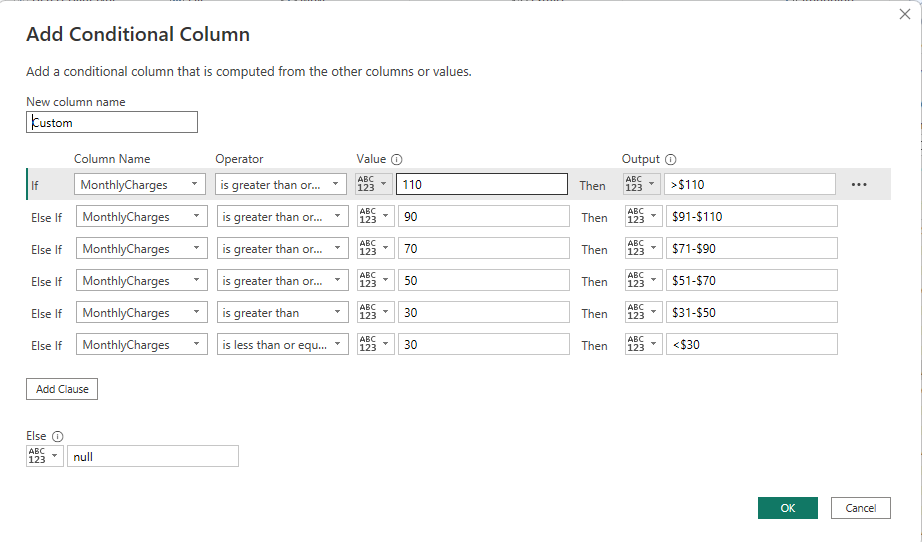 Add Conditional Column
Add a conditional column that is computed from the other columns or values.
New column name
Custom
Column Name Operator Value Output
If MonthlyCharges is greater than or... ABC 123 110 Then ABC 123 >$110 ...
Else If MonthlyCharges is greater than or... ABC 123 90 Then ABC 123 $91-$110
Else If MonthlyCharges is greater than or... ABC 123 70 Then ABC 123 $71-$90
Else If MonthlyCharges is greater than or... ABC 123 50 Then ABC 123 $51-$70
Else If MonthlyCharges is greater than ABC 123 30 Then ABC 123 $31-$50
Else If MonthlyCharges is less than or equ... ABC 123 30 Then ABC 123 <$30
Add Clause
Else
ABC 123 null
OK Cancel